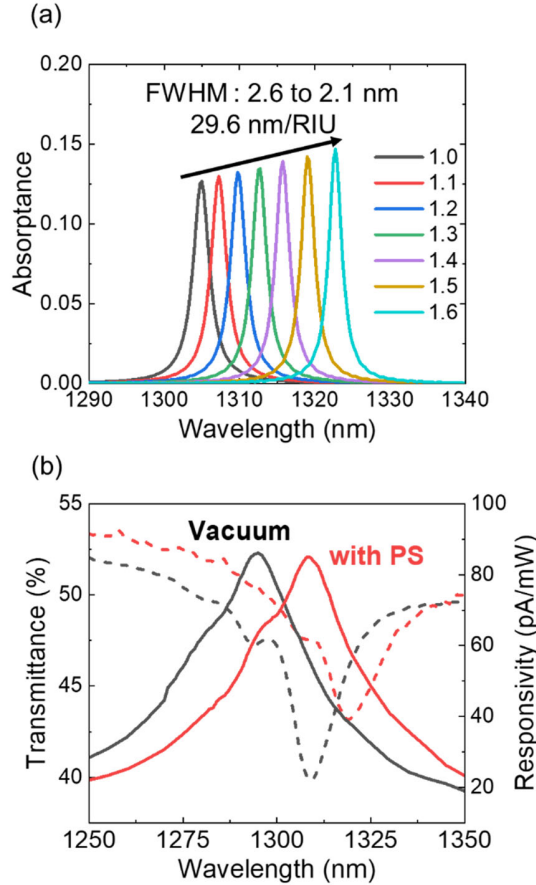 (a)
FWHM : 2.6 to 2.1 nm
29.6 nm/RIU
1.0
1.1
1.2
1.3
1.4
1.5
1.6
Absorptance
0.20
0.15
0.10
0.05
0.00
1290 1300 1310 1320 1330 1340
Wavelength (nm)
(b)
Vacuum
with PS
Transmittance (%)
55
50
45
40
Responsivity (pA/mW)
100
80
60
40
20
1250 1275 1300 1325 1350
Wavelength (nm)